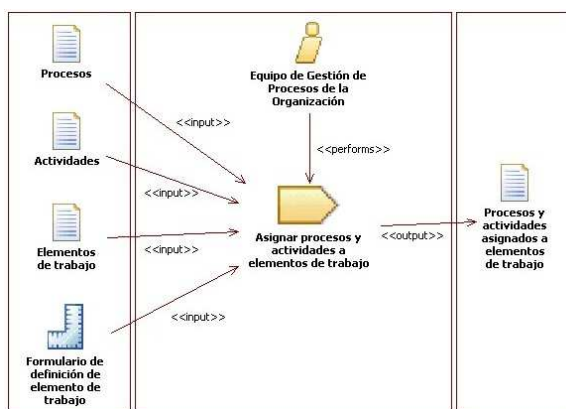 Procesos
<<input>>
Actividades
<<input>>
Elementos
de trabajo
<<input>>
Formulario de
definición de
elemento de
trabajo
<<input>>
Equipo de Gestión de
Procesos de la
Organización
<<performs>>
Asignar procesos y
actividades a
elementos de trabajo
<<output>>
Procesos y
actividades
asignados a
elementos
de trabajo